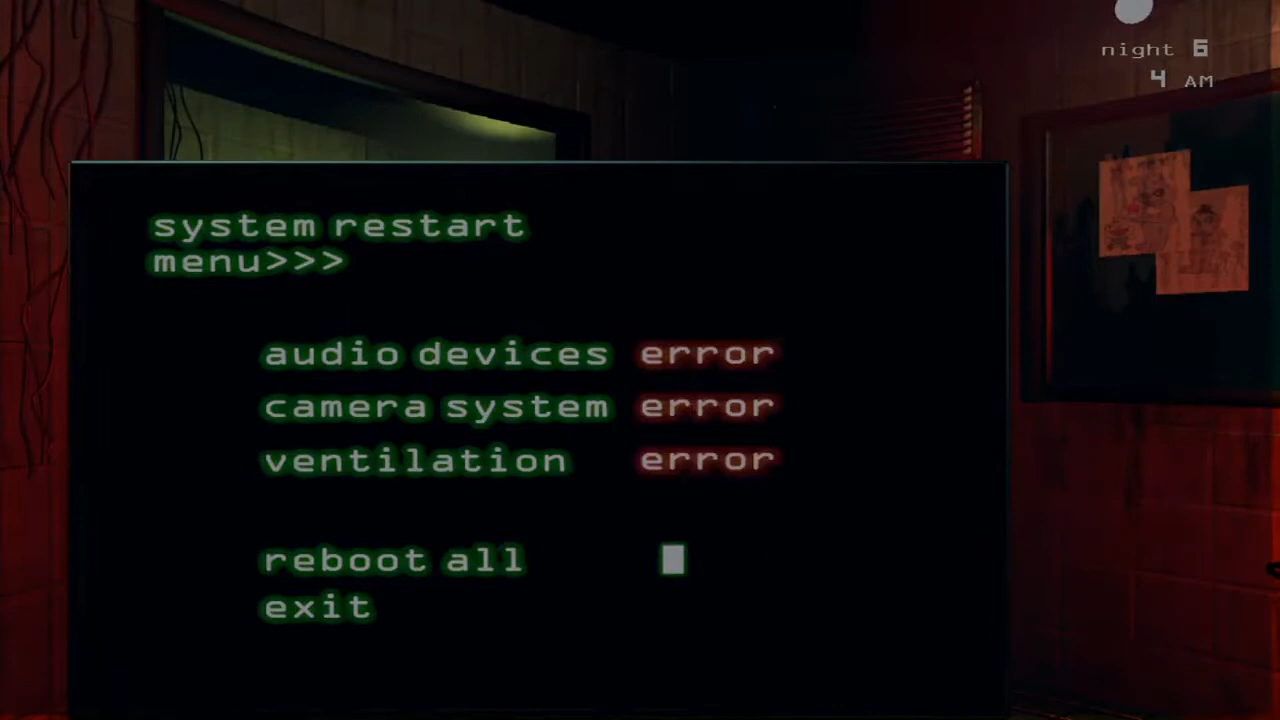 night 6
4 AM
system restart
menu>>>
audio devices error
camera system error
ventilation error
reboot all
exit